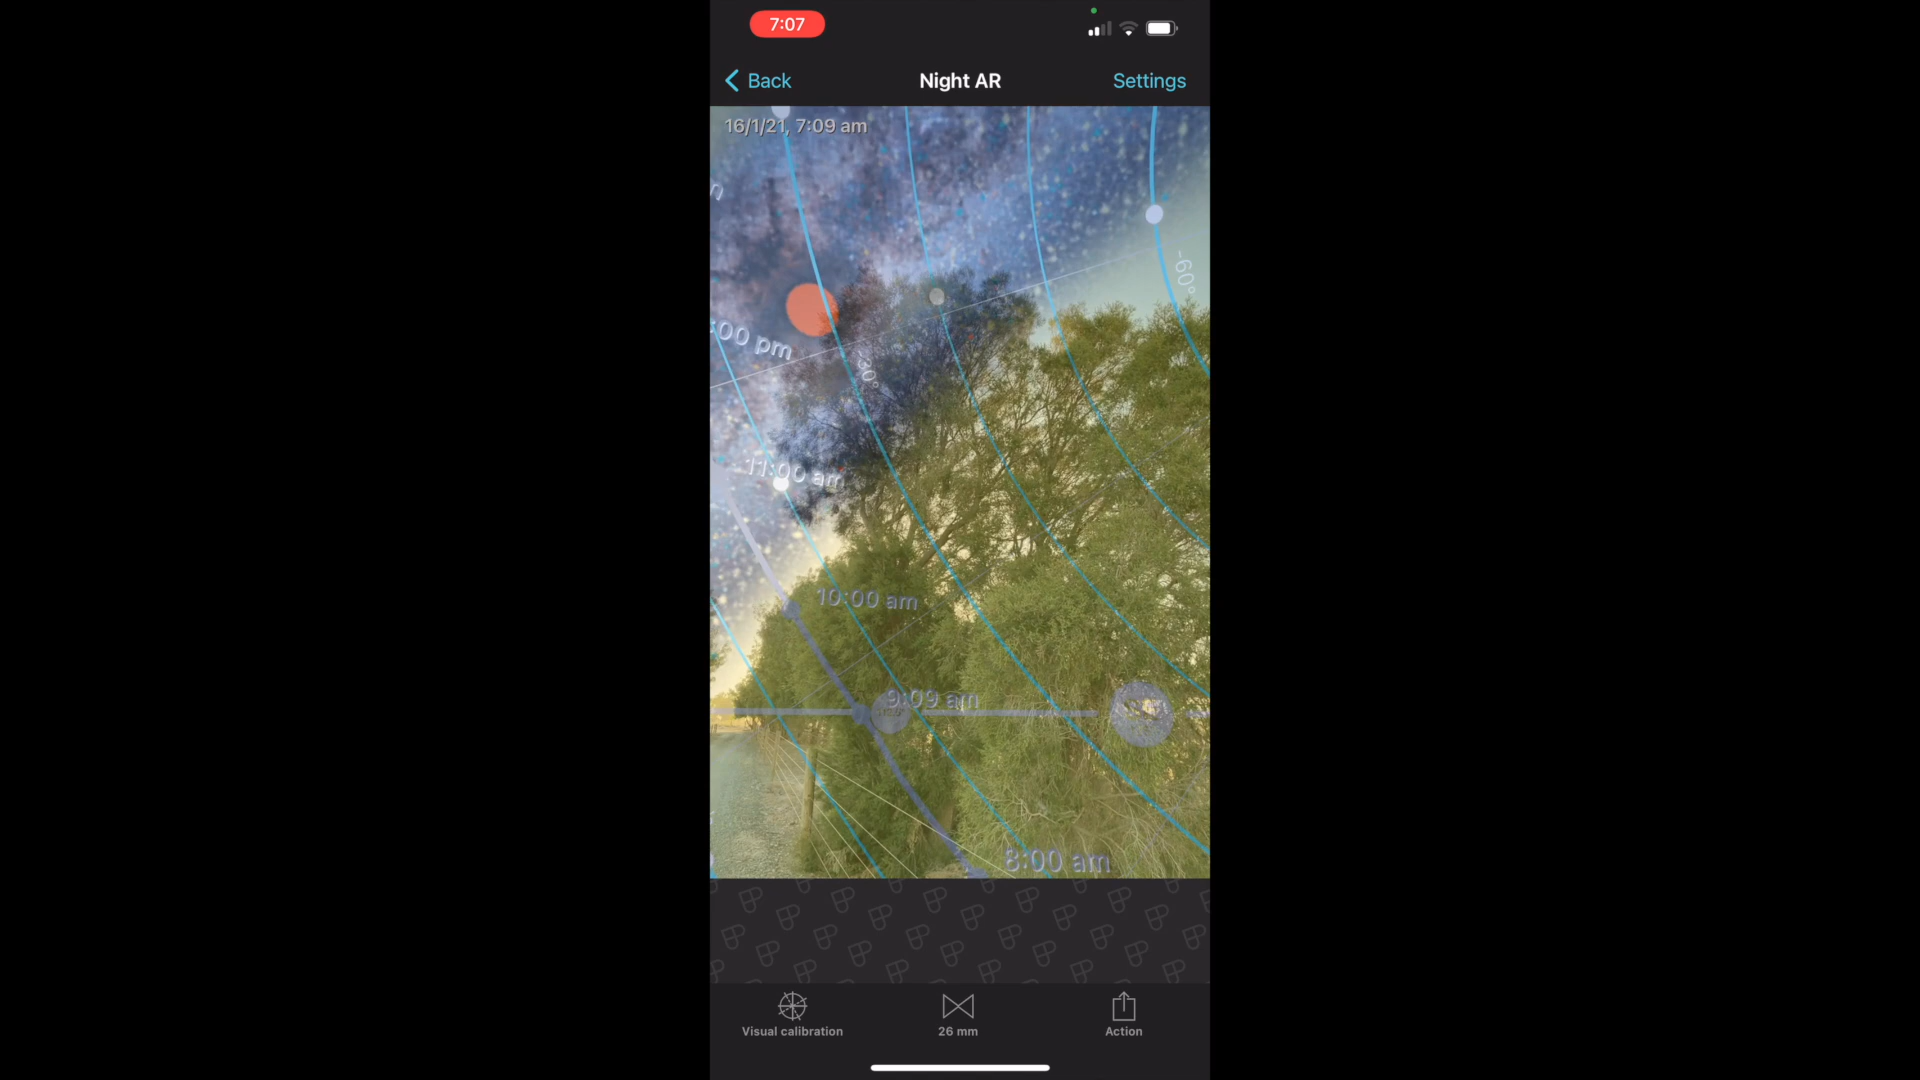 7:07
Back
Night AR
Settings
16/1/21, 7:09 am
-60°
:00 pm
-30°
11:00 am
10:00 am
9:09 am
8:00 am
Visual calibration
26 mm
Action